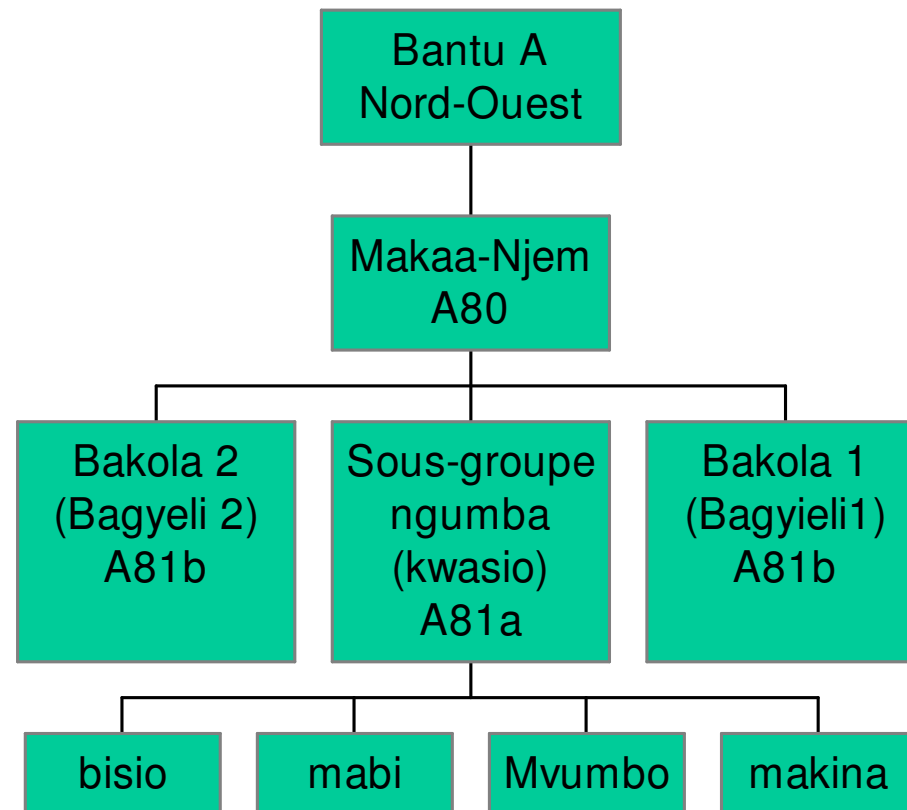 Bantu A
Nord-Ouest
Makaa-Njem
A80
Bakola 2
(Bagyeli 2)
A81b
Sous-groupe
ngumba
(kwasio)
A81a
Bakola 1
(Bagyieli1)
A81b
bisio
mabi
Mvumbo
makina